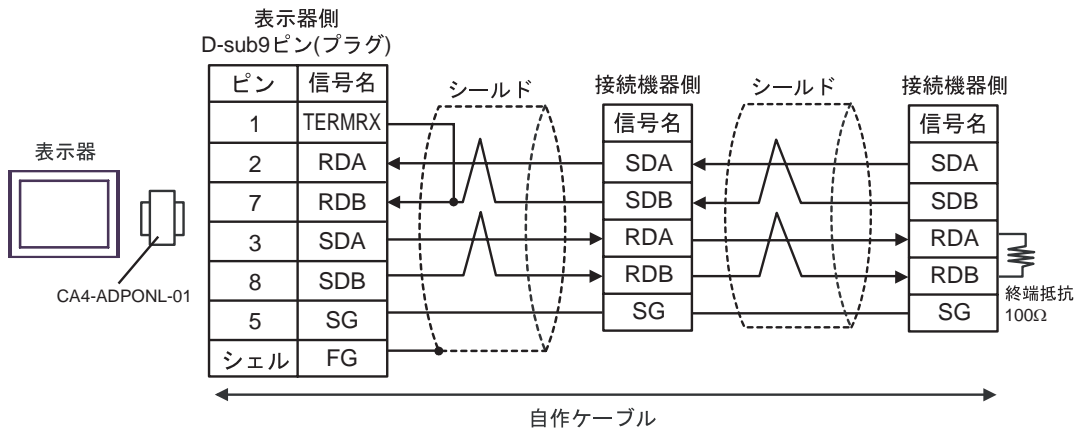 表示器側
D-sub9ピン(プラグ)
ピン 信号名
1 TERMRX
2 RDA
7 RDB
3 SDA
8 SDB
5 SG
シェル FG
表示器
CA4-ADPONL-01
シールド
接続機器側
信号名
SDA
SDB
RDA
RDB
SG
シールド
接続機器側
信号名
SDA
SDB
RDA
RDB
SG
終端抵抗
100Ω
自作ケーブル